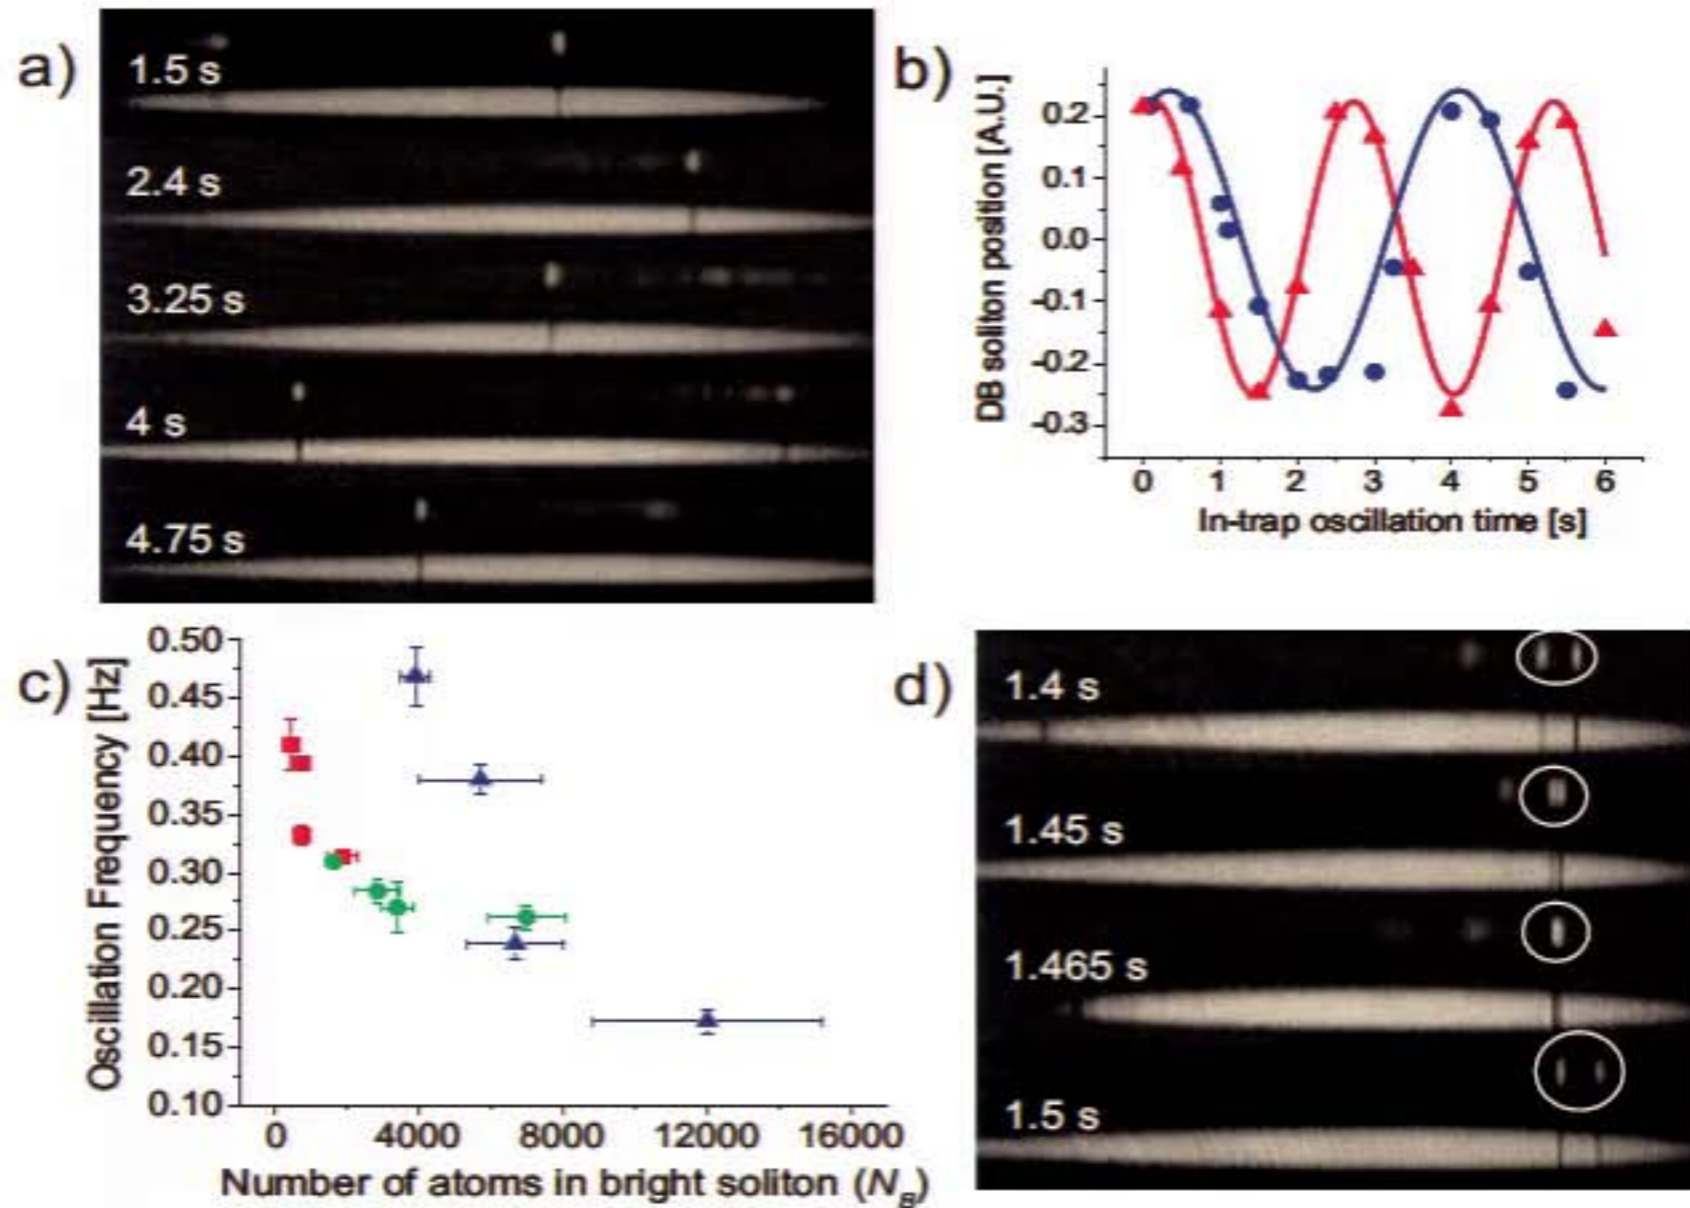 a)
1.5 s
2.4 s
3.25 s
4 s
4.75 s
b)
DB soliton position [A.U.]
0.2
0.1
0.0
-0.1
-0.2
-0.3
0 1 2 3 4 5 6
In-trap oscillation time [s]
c)
Oscillation Frequency [Hz]
0.50
0.45
0.40
0.35
0.30
0.25
0.20
0.15
0.10
0 4000 8000 12000 16000
Number of atoms in bright soliton (N_B)
d)
1.4 s
1.45 s
1.465 s
1.5 s